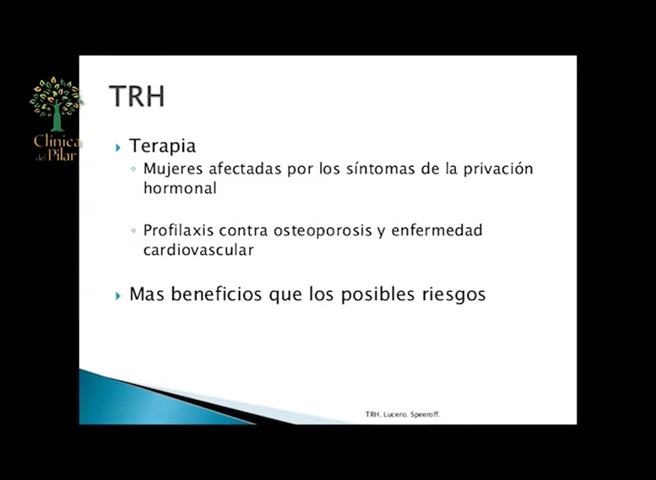 TRH
Clínica
del Pilar
Terapia
Mujeres afectadas por los síntomas de la privación
hormonal
Profilaxis contra osteoporosis y enfermedad
cardiovascular
Mas beneficios que los posibles riesgos
TRH. Lucero. Speeroff.